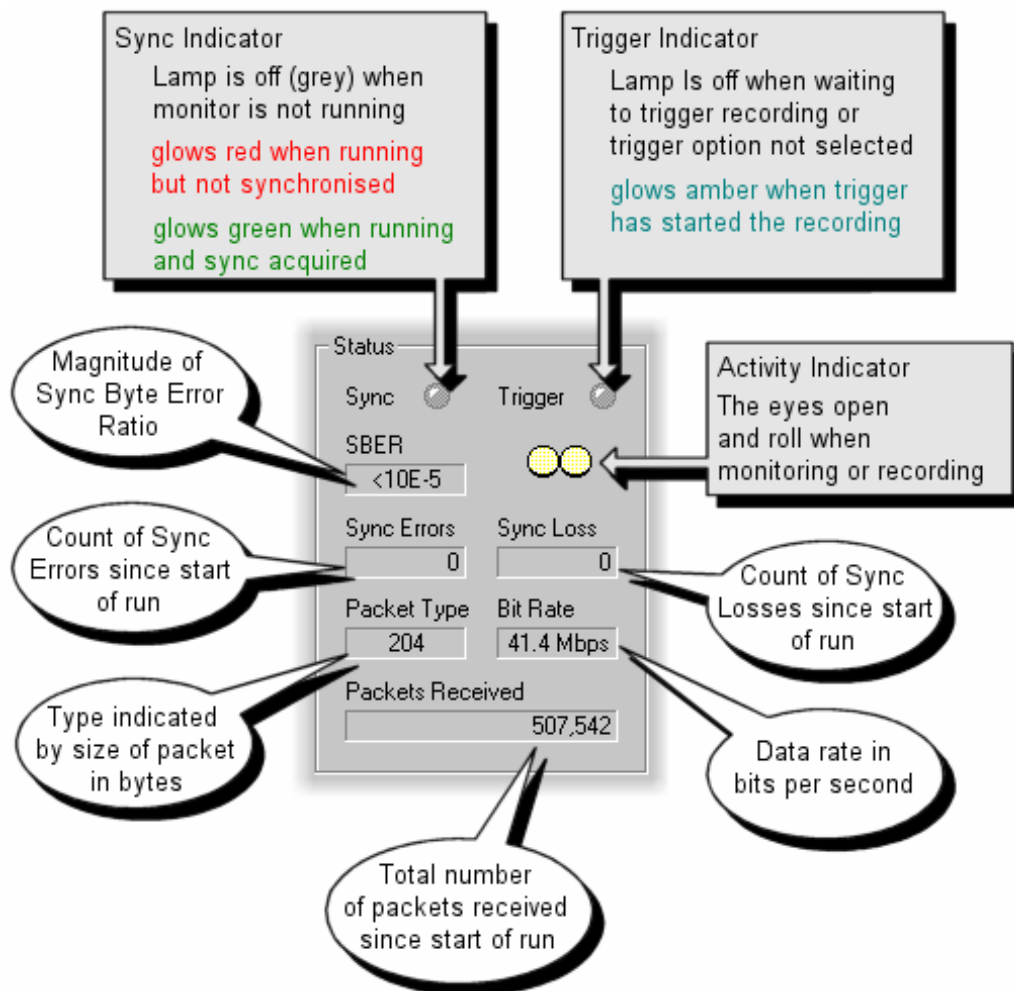 Sync Indicator
Lamp is off (grey) when
monitor is not running
glows red when running
but not synchronised
glows green when running
and sync acquired
Trigger Indicator
Lamp Is off when waiting
to trigger recording or
trigger option not selected
glows amber when trigger
has started the recording
Magnitude of
Sync Byte Error
Ratio
Status
Sync
Trigger
Activity Indicator
The eyes open
and roll when
monitoring or recording
SBER
<10E-5
Count of Sync
Errors since start
of run
Sync Errors
Sync Loss
0
0
Count of Sync
Losses since start
of run
Packet Type
Bit Rate
204
41.4 Mbps
Packets Received
507,542
Type indicated
by size of packet
in bytes
Data rate in
bits per second
Total number
of packets received
since start of run